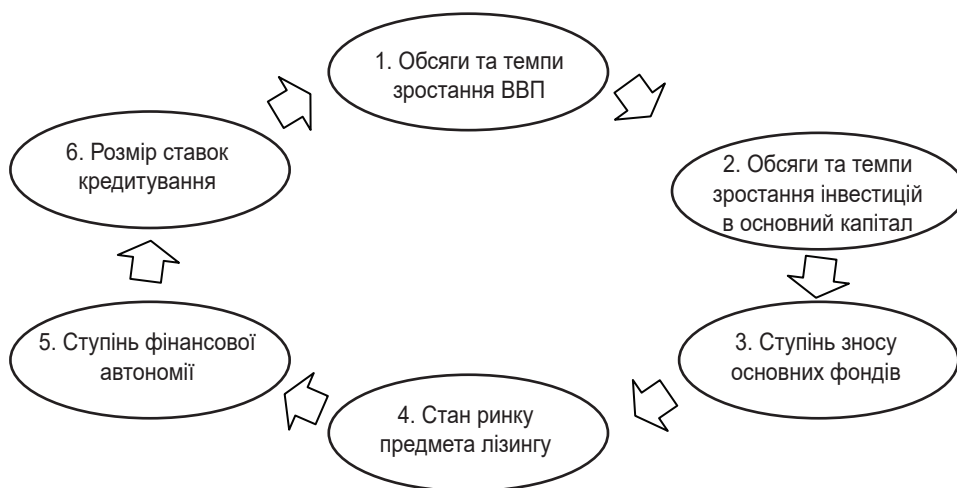 1. Обсяги та темпи
зростання ВВП
2. Обсяги та темпи
зростання інвестицій
в основний капітал
3. Ступінь зносу
основних фондів
4. Стан ринку
предмета лізингу
5. Ступінь фінансової
автономії
6. Розмір ставок
кредитування